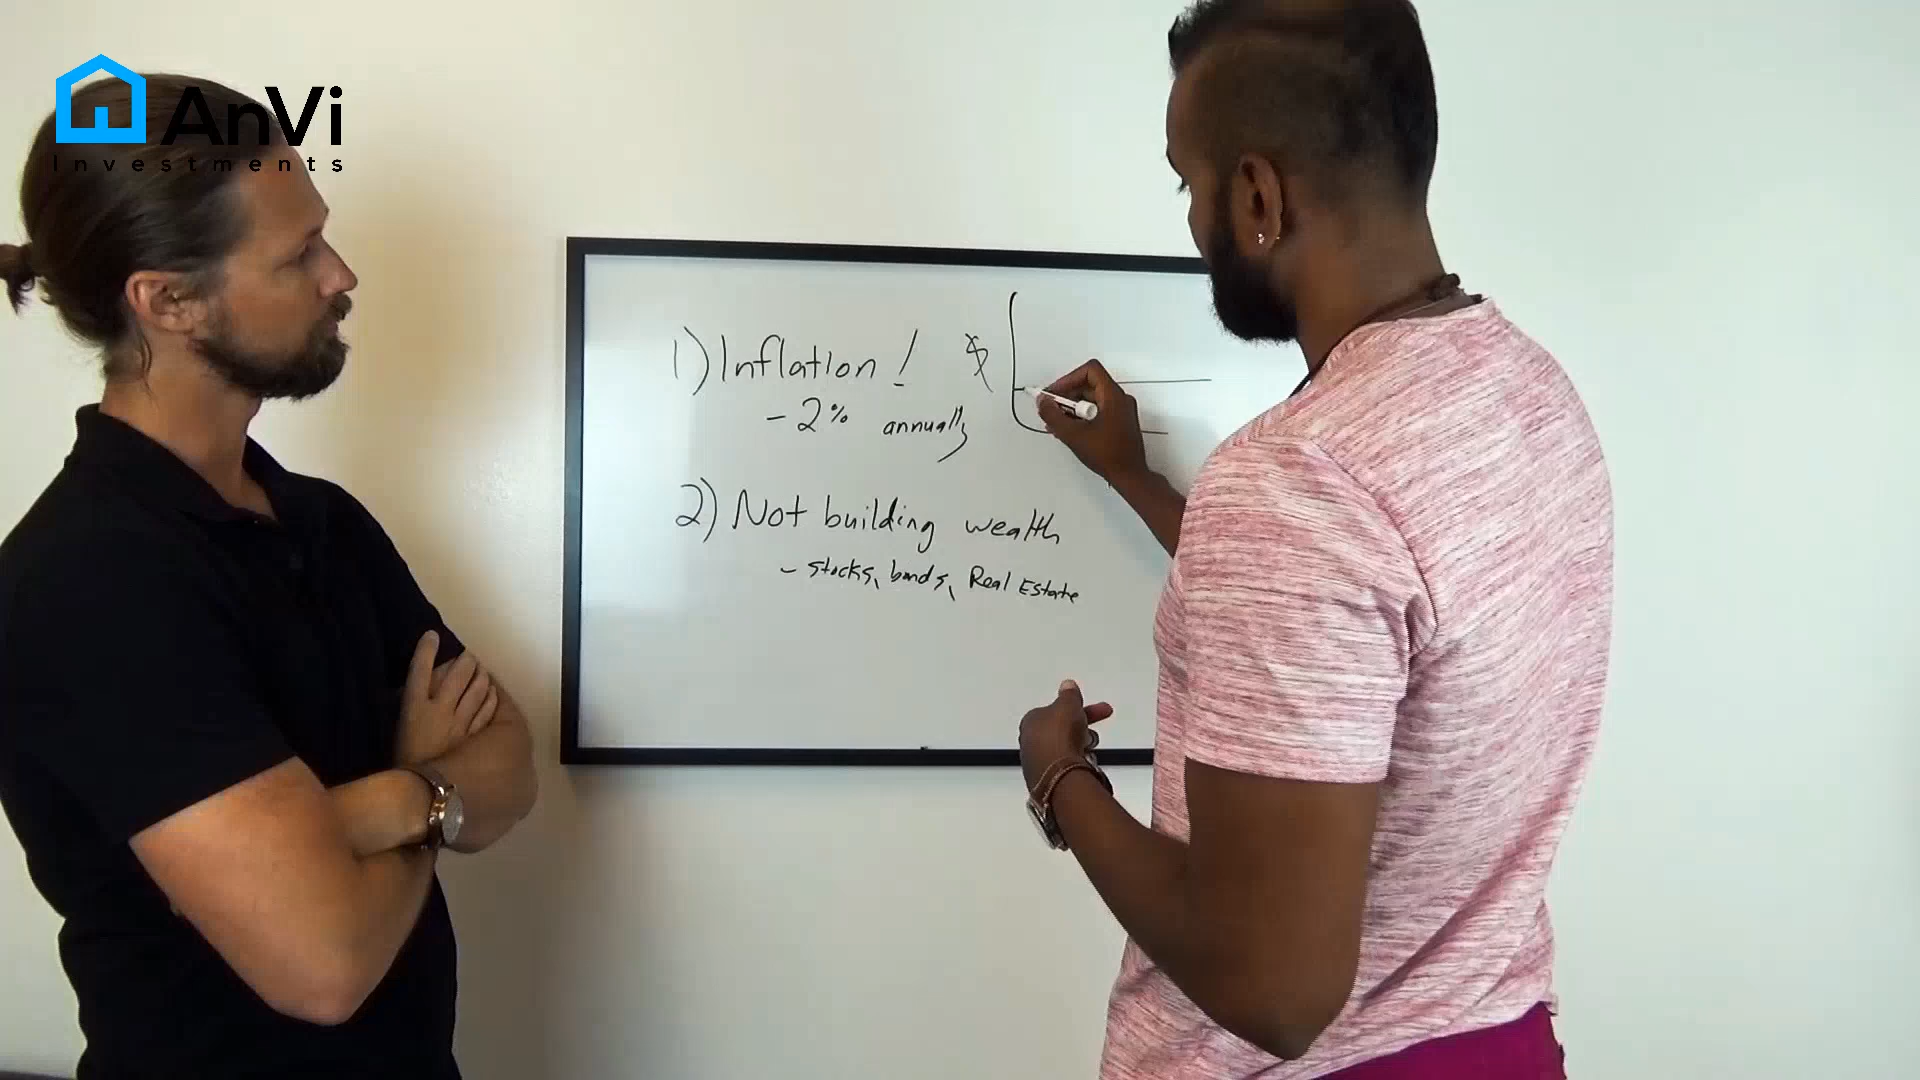 AnVi
Investments
1) Inflation! $
- 2% annually
2) Not building wealth
- stocks, bonds, Real Estate